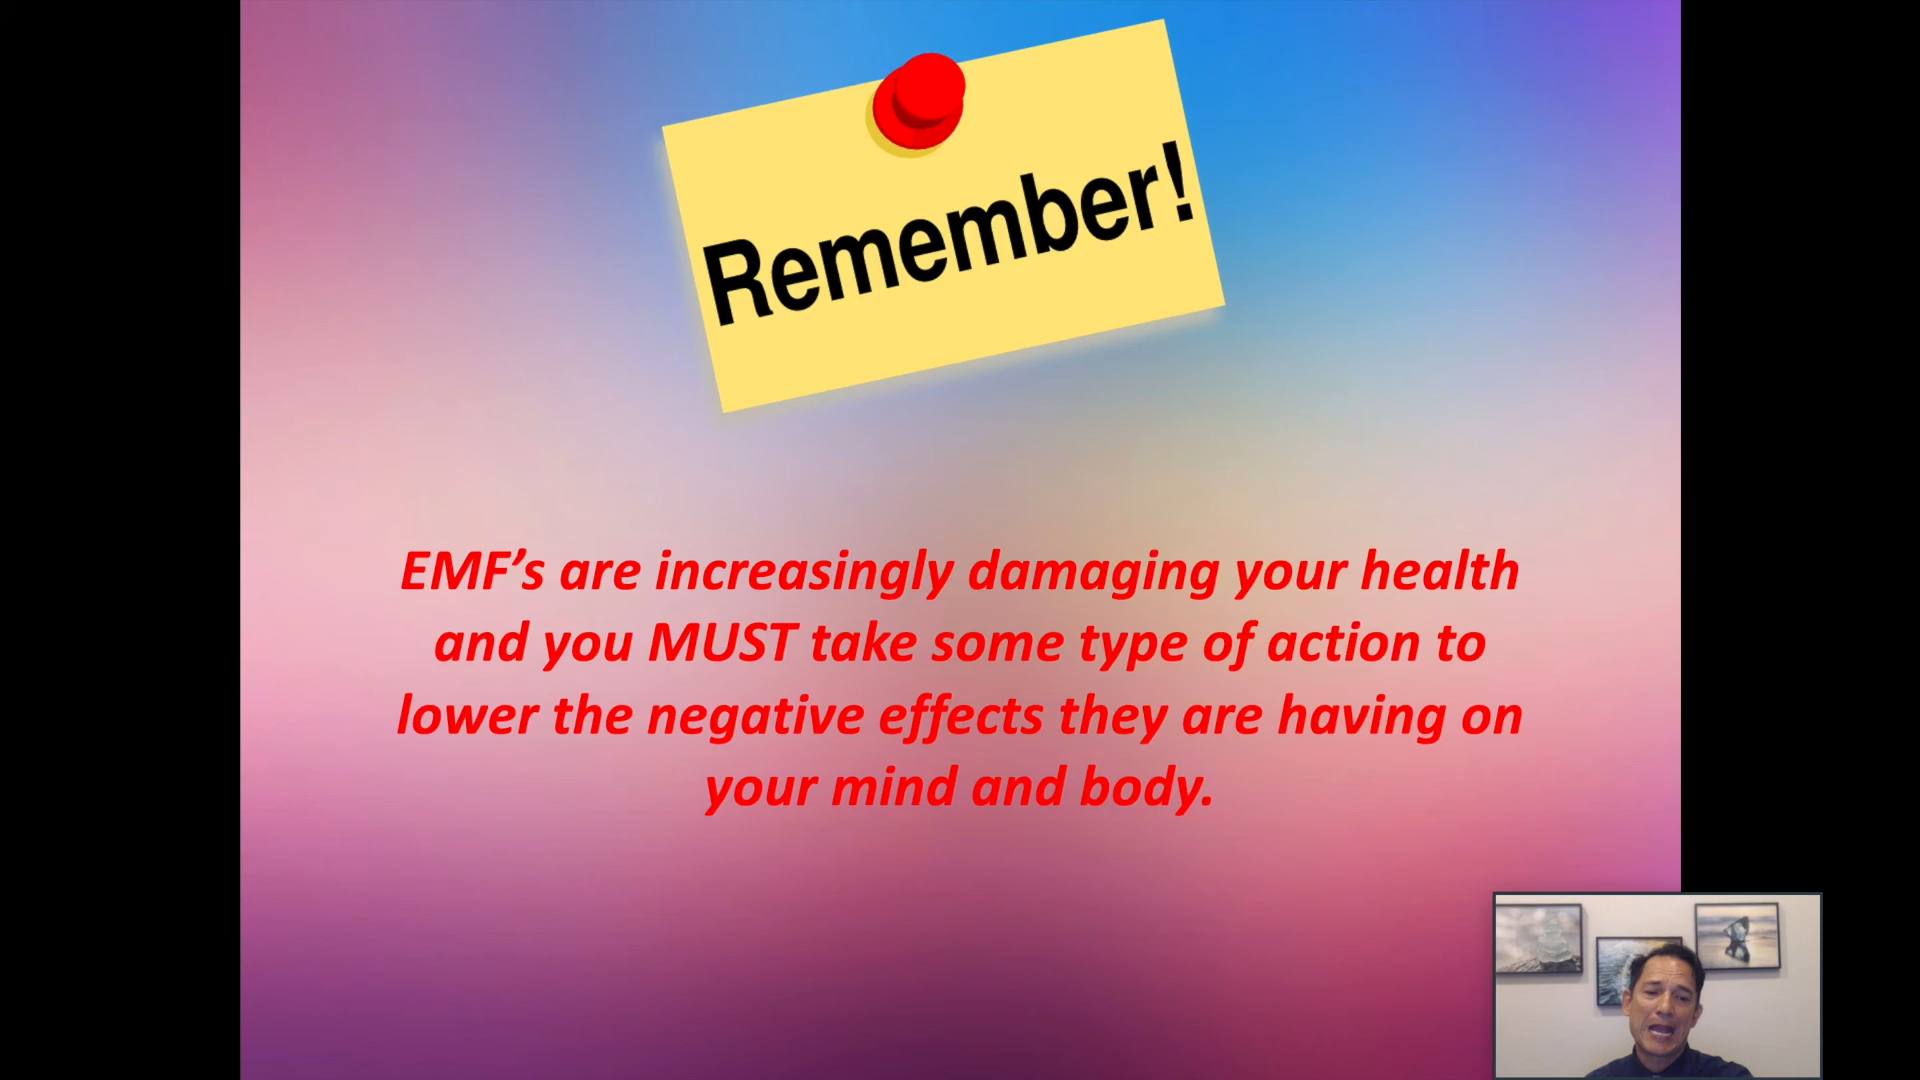 Remember!
EMF’s are increasingly damaging your health
and you MUST take some type of action to
lower the negative effects they are having on
your mind and body.